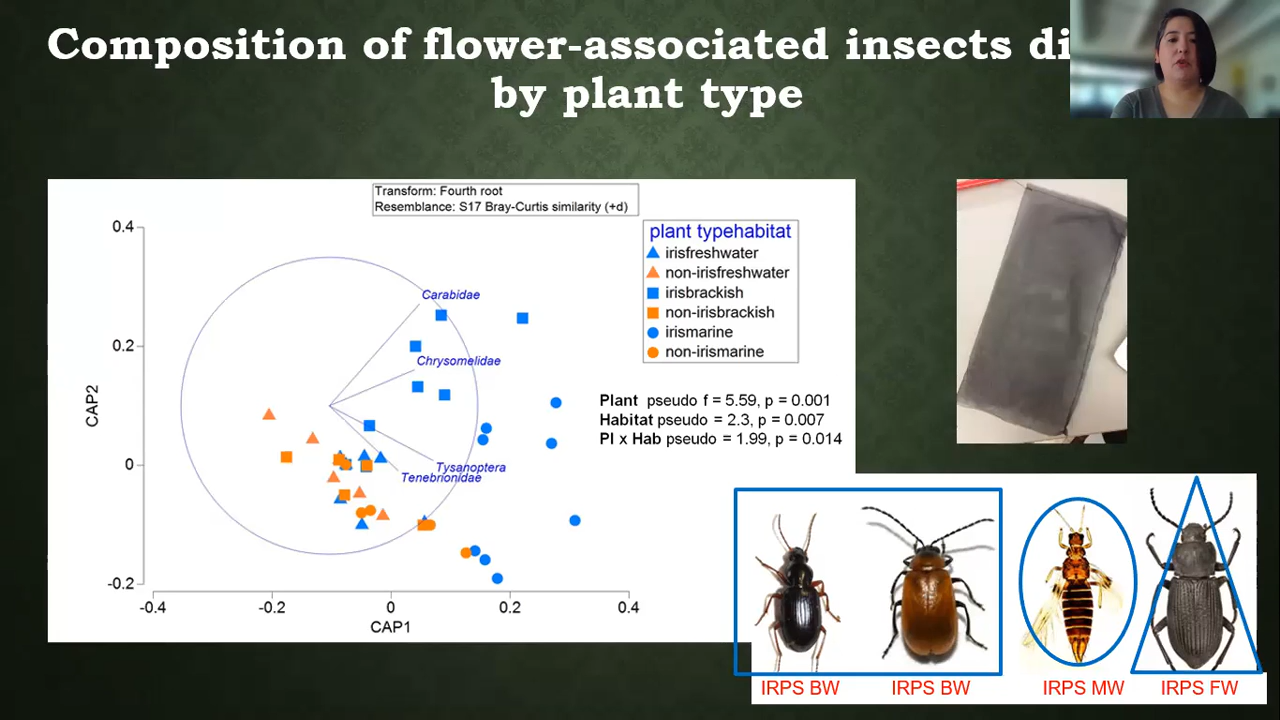 Composition of flower-associated insects di
by plant type
Transform: Fourth root
Resemblance: S17 Bray-Curtis similarity (+d)
plant typehabitat
irisfreshwater
non-irisfreshwater
irisbrackish
non-irisbrackish
irismarine
non-irismarine
0.4
0.2
0
-0.2
CAP2
Carabidae
Chrysomelidae
Tysanoptera
Tenebrionidae
Plant pseudo f = 5.59, p = 0.001
Habitat pseudo = 2.3, p = 0.007
Pl x Hab pseudo = 1.99, p = 0.014
-0.4 -0.2 0 0.2 0.4
CAP1
IRPS BW IRPS BW IRPS MW IRPS FW